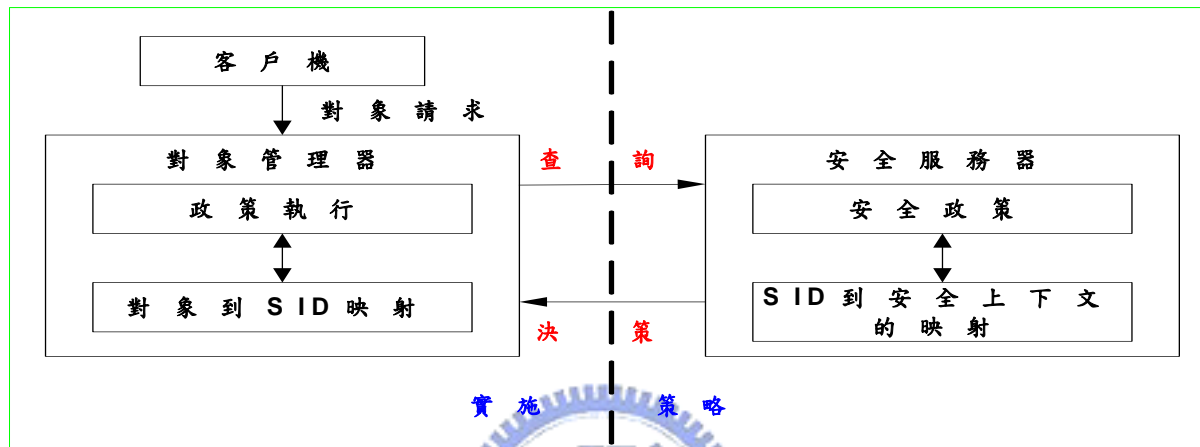 客戶機
對象請求
對象管理器
政策執行
對象到SID映射
查詢
決策
安全服務器
安全政策
SID到安全上下文
的映射
實施
策略